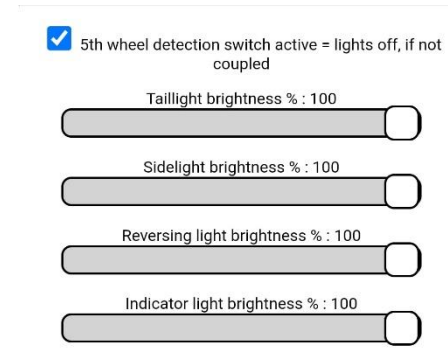 5th wheel detection switch active = lights off, if not
coupled
Taillight brightness % : 100
Sidelight brightness % : 100
Reversing light brightness % : 100
Indicator light brightness % : 100